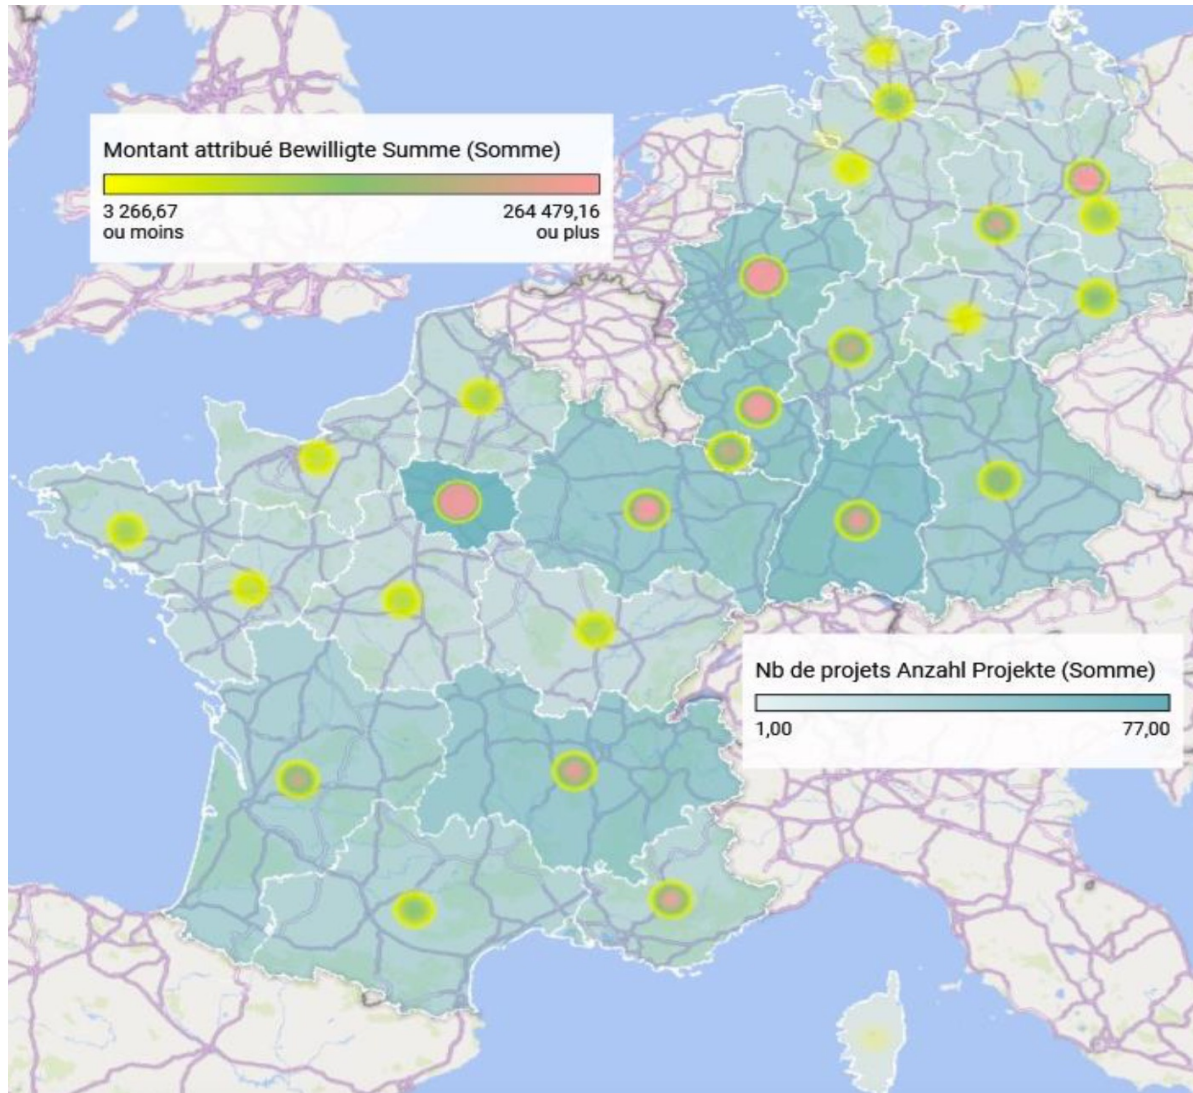 Montant attribué Bewilligte Summe (Somme)
3 266,67 264 479,16
ou moins ou plus
Nb de projets Anzahl Projekte (Somme)
1,00 77,00